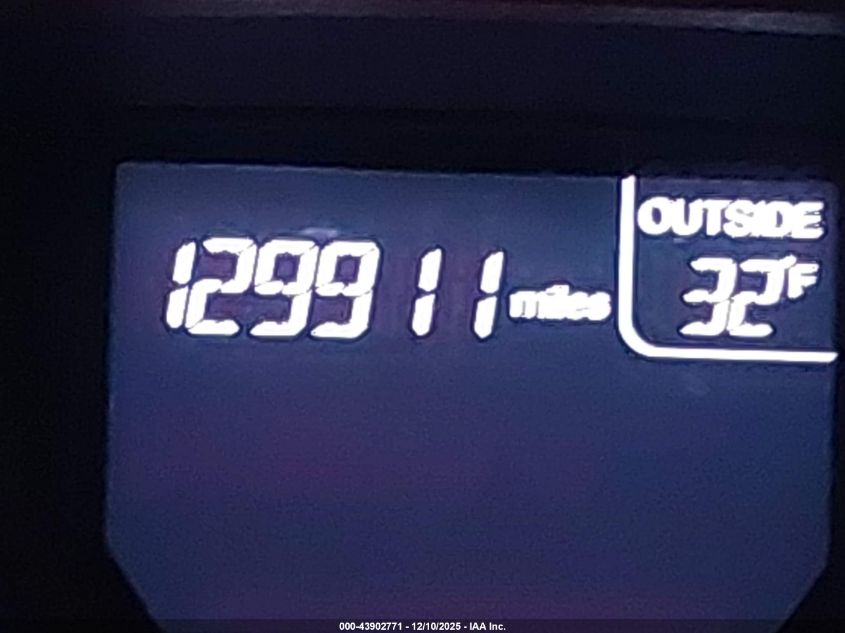 OUTSIDE
129911 miles
32°F
000-43902771 - 12/10/2025 - IAA Inc.